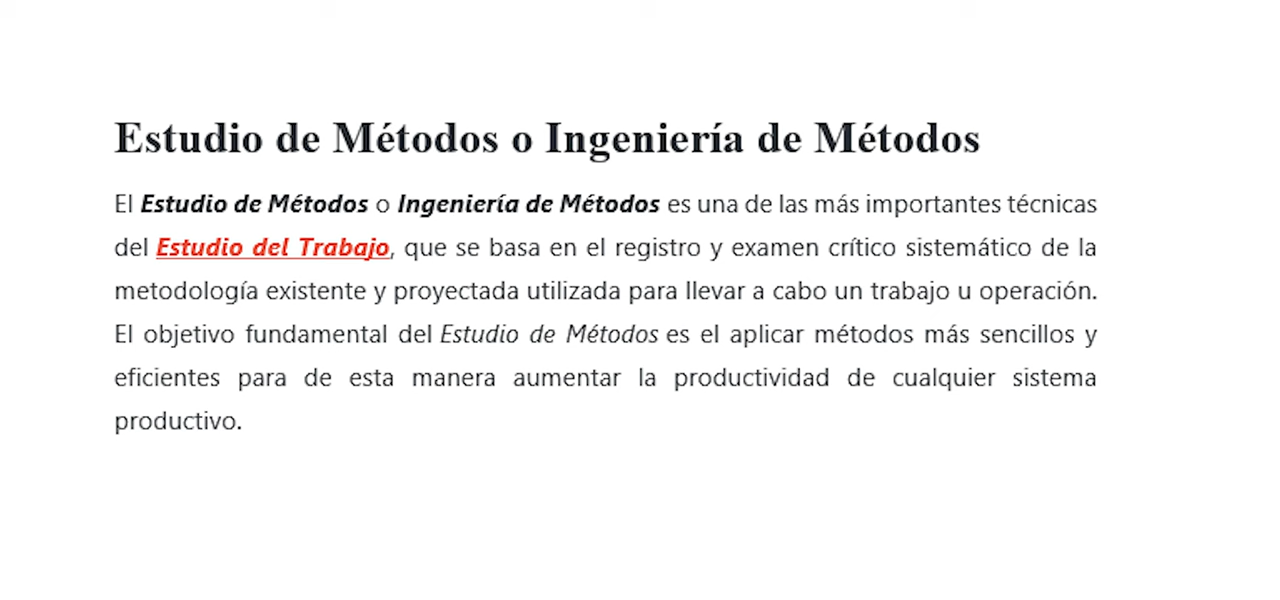 Estudio de Métodos o Ingeniería de Métodos
El Estudio de Métodos o Ingeniería de Métodos es una de las más importantes técnicas
del Estudio del Trabajo, que se basa en el registro y examen crítico sistemático de la
metodología existente y proyectada utilizada para llevar a cabo un trabajo u operación.
El objetivo fundamental del Estudio de Métodos es el aplicar métodos más sencillos y
eficientes para de esta manera aumentar la productividad de cualquier sistema
productivo.